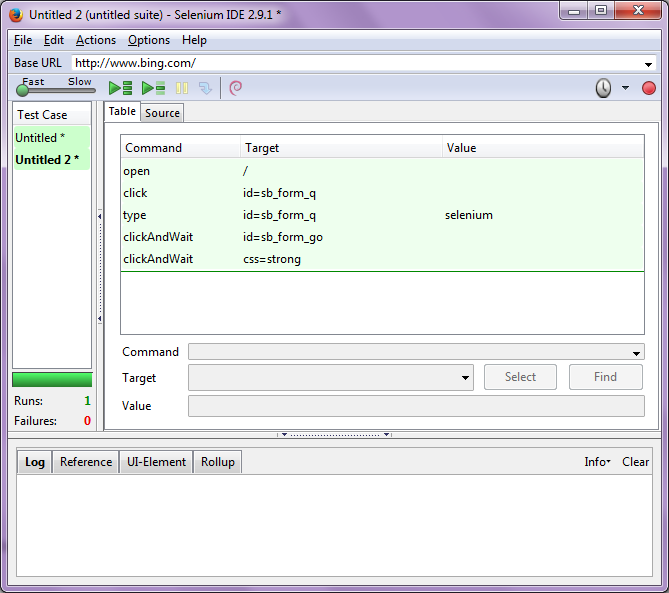 Untitled 2 (untitled suite) - Selenium IDE 2.9.1 *
File Edit Actions Options Help
Base URL http://www.bing.com/
Fast Slow
Test Case
Untitled *
Untitled 2 *
Runs: 1
Failures: 0
Table Source
Command Target Value
open /
click id=sb_form_q
type id=sb_form_q selenium
clickAndWait id=sb_form_go
clickAndWait css=strong
Command
Target Select Find
Value
Log Reference UI-Element Rollup Info Clear